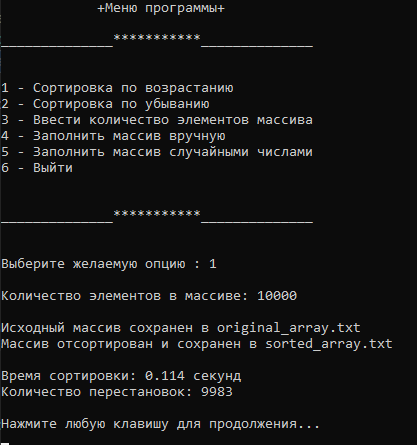 +Меню программы+
______________***********______________
1 - Сортировка по возрастанию
2 - Сортировка по убыванию
3 - Ввести количество элементов массива
4 - Заполнить массив вручную
5 - Заполнить массив случайными числами
6 - Выйти
______________***********______________
Выберите желаемую опцию : 1
Количество элементов в массиве: 10000
Исходный массив сохранен в original_array.txt
Массив отсортирован и сохранен в sorted_array.txt
Время сортировки: 0.114 секунд
Количество перестановок: 9983
Нажмите любую клавишу для продолжения...